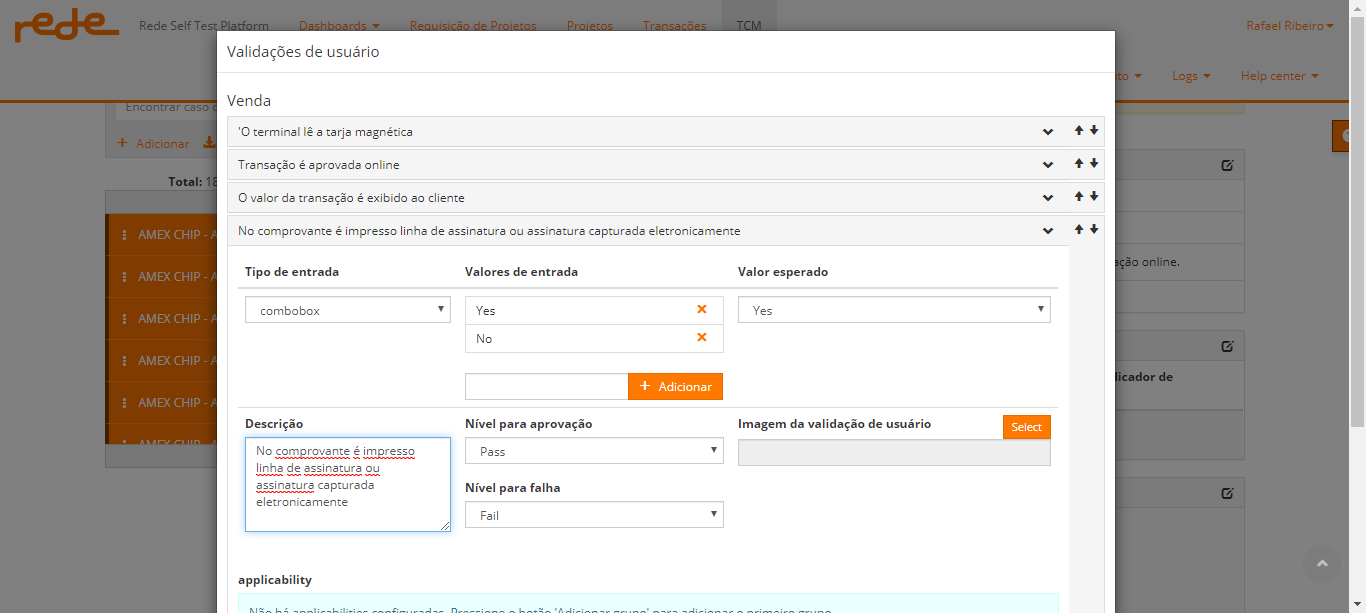 rede Rede Self Test Platform Dashboards Requisição de Projetos Projetos Transações TCM Rafael Ribeiro
Validações de usuário
Logs Help center
Venda
Encontrar caso
'O terminal lê a tarja magnética
+ Adicionar
Transação é aprovada online
Total: 18
O valor da transação é exibido ao cliente
AMEX CHIP - A
No comprovante é impresso linha de assinatura ou assinatura capturada eletronicamente
ação online.
AMEX CHIP - A
Tipo de entrada Valores de entrada Valor esperado
combobox Yes Yes
AMEX CHIP - A
No
AMEX CHIP - A
dicador de
+ Adicionar
AMEX CHIP - A
Descrição Nível para aprovação Imagem da validação de usuário Select
AMEX CHIP - A
No comprovante é impresso
linha de assinatura ou
assinatura capturada
eletronicamente
Pass
Nível para falha
Fail
applicability
Não há applicabilities configuradas. Pressione o botão 'Adicionar grupo' para adicionar o primeiro grupo